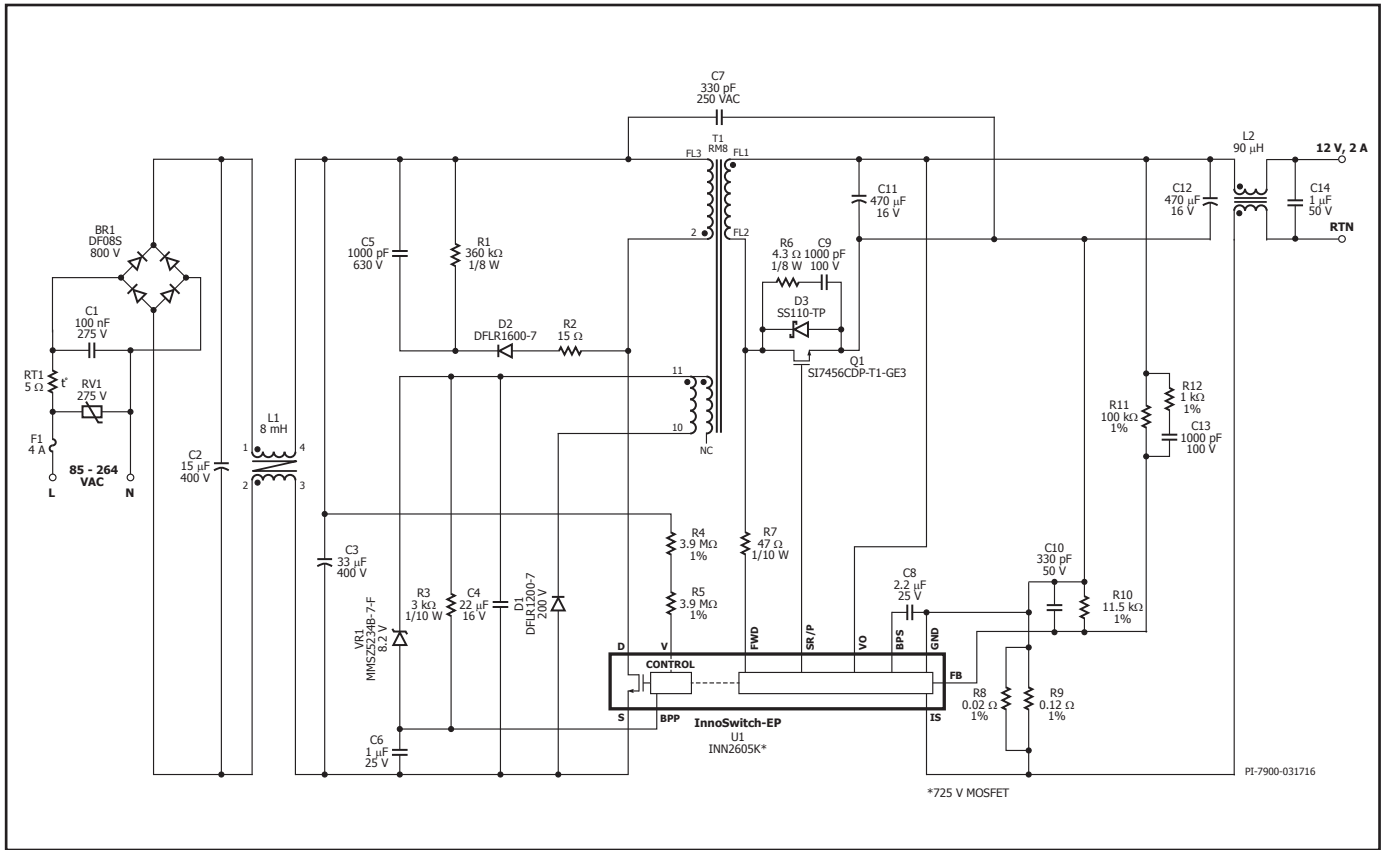 C7
330 pF
250 VAC
T1
RM8
FL3
FL1
2
FL2
L2
90 μH
12 V, 2 A
C14
1 μF
50 V
RTN
C12
470 μF
16 V
C11
470 μF
16 V
BR1
DF08S
800 V
C5
1000 pF
630 V
R1
360 kΩ
1/8 W
R6
4.3 Ω
1/8 W
C9
1000 pF
100 V
D3
SS110-TP
Q1
SI7456CDP-T1-GE3
C1
100 nF
275 V
D2
DFLR1600-7
R2
15 Ω
RT1
5 Ω
t°
RV1
275 V
F1
4 A
85 - 264
VAC
L
N
L1
8 mH
1
4
2
3
C2
15 μF
400 V
11
10
NC
R11
100 kΩ
1%
R12
1 kΩ
1%
C13
1000 pF
100 V
C3
33 μF
400 V
R4
3.9 MΩ
1%
R5
3.9 MΩ
1%
R7
47 Ω
1/10 W
VR1
MMSZ5234B-7-F
8.2 V
R3
3 kΩ
1/10 W
C4
22 μF
16 V
D1
DFLR1200-7
200 V
C8
2.2 μF
25 V
C10
330 pF
50 V
R10
11.5 kΩ
1%
D
V
FWD
SR/P
VO
BPS
GND
CONTROL
FB
S
BPP
IS
InnoSwitch-EP
U1
INN2605K*
C6
1 μF
25 V
R8
0.02 Ω
1%
R9
0.12 Ω
1%
*725 V MOSFET
PI-7900-031716